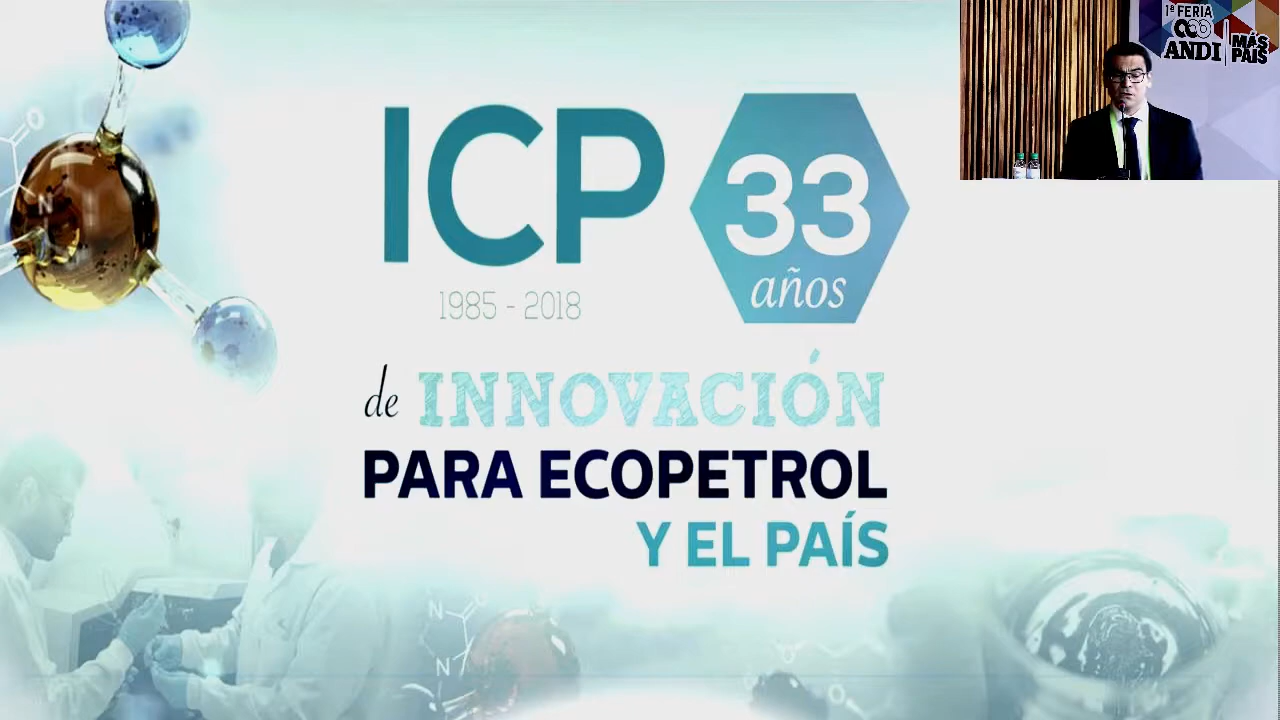 ICP
33
años
1985 - 2018
de INNOVACIÓN
PARA ECOPETROL
Y EL PAÍS
1ª FERIA
ANDI
MÁS
PAÍS
N
O
N
O
N
O